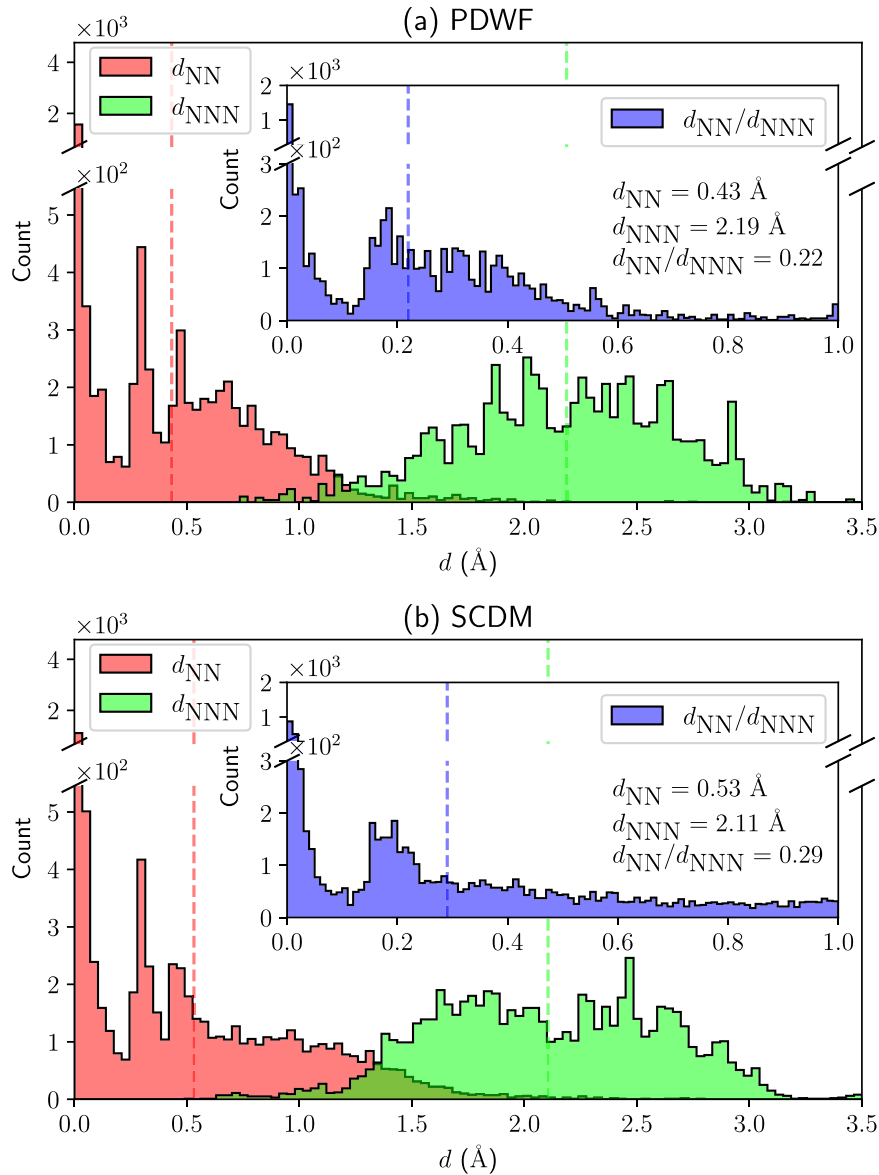 (a) PDWF
×10³
4
2
×10²
5
4
3
2
1
0
Count
d_NN
d_NNN
×10³
2
1
×10²
3
2
1
0
Count
d_NN/d_NNN
d_NN = 0.43 Å
d_NNN = 2.19 Å
d_NN/d_NNN = 0.22
0.0 0.2 0.4 0.6 0.8 1.0
0.0 0.5 1.0 1.5 2.0 2.5 3.0 3.5
d (Å)
(b) SCDM
×10³
4
2
×10²
5
4
3
2
1
0
Count
d_NN
d_NNN
×10³
2
1
×10²
3
2
1
0
Count
d_NN/d_NNN
d_NN = 0.53 Å
d_NNN = 2.11 Å
d_NN/d_NNN = 0.29
0.0 0.2 0.4 0.6 0.8 1.0
0.0 0.5 1.0 1.5 2.0 2.5 3.0 3.5
d (Å)